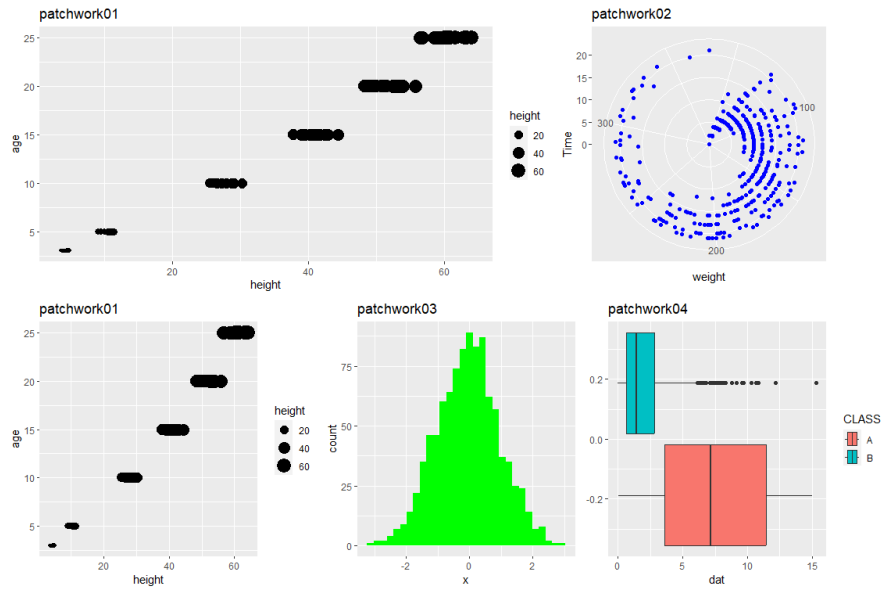 patchwork01
25
20
15
10
5
age
20
40
60
height
height
20
40
60
patchwork02
20
15
10
5
0
Time
100
200
300
weight
patchwork01
25
20
15
10
5
age
20
40
60
height
height
20
40
60
patchwork03
75
50
25
0
count
-2
0
2
x
patchwork04
0.2
0.0
-0.2
0
5
10
15
dat
CLASS
A
B